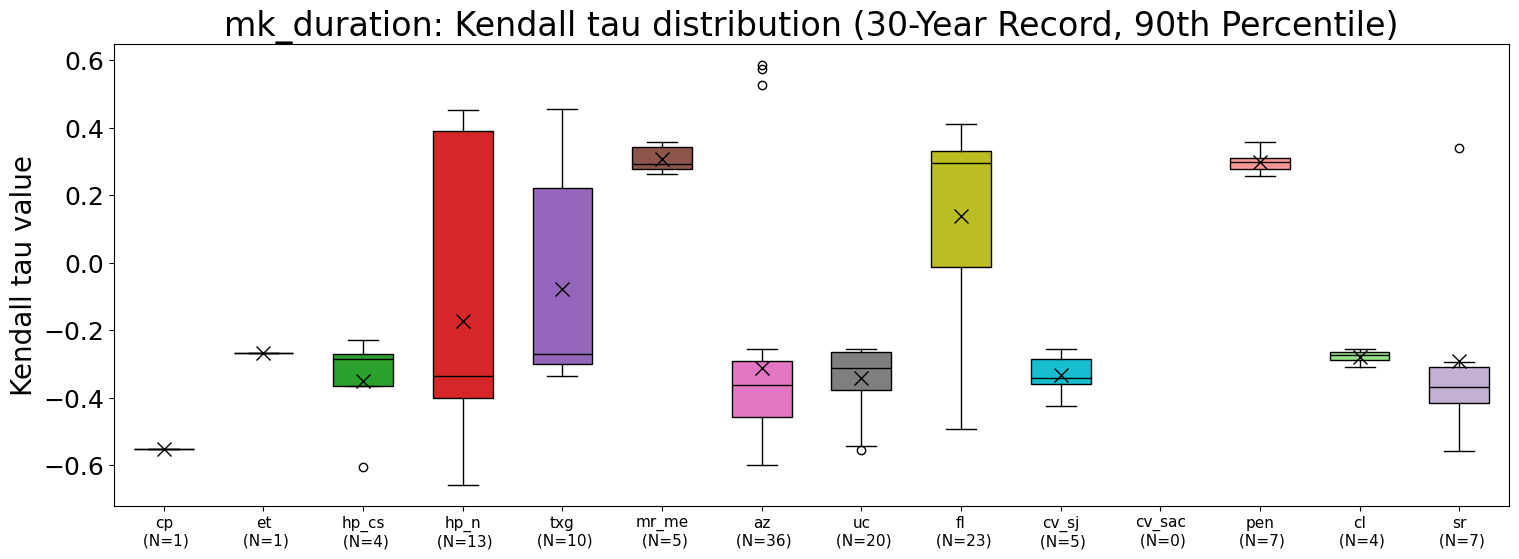 mk_duration: Kendall tau distribution (30-Year Record, 90th Percentile)
Kendall tau value
0.6
0.4
0.2
0.0
−0.2
−0.4
−0.6
cp
(N=1)
et
(N=1)
hp_cs
(N=4)
hp_n
(N=13)
txg
(N=10)
mr_me
(N=5)
az
(N=36)
uc
(N=20)
fl
(N=23)
cv_sj
(N=5)
cv_sac
(N=0)
pen
(N=7)
cl
(N=4)
sr
(N=7)